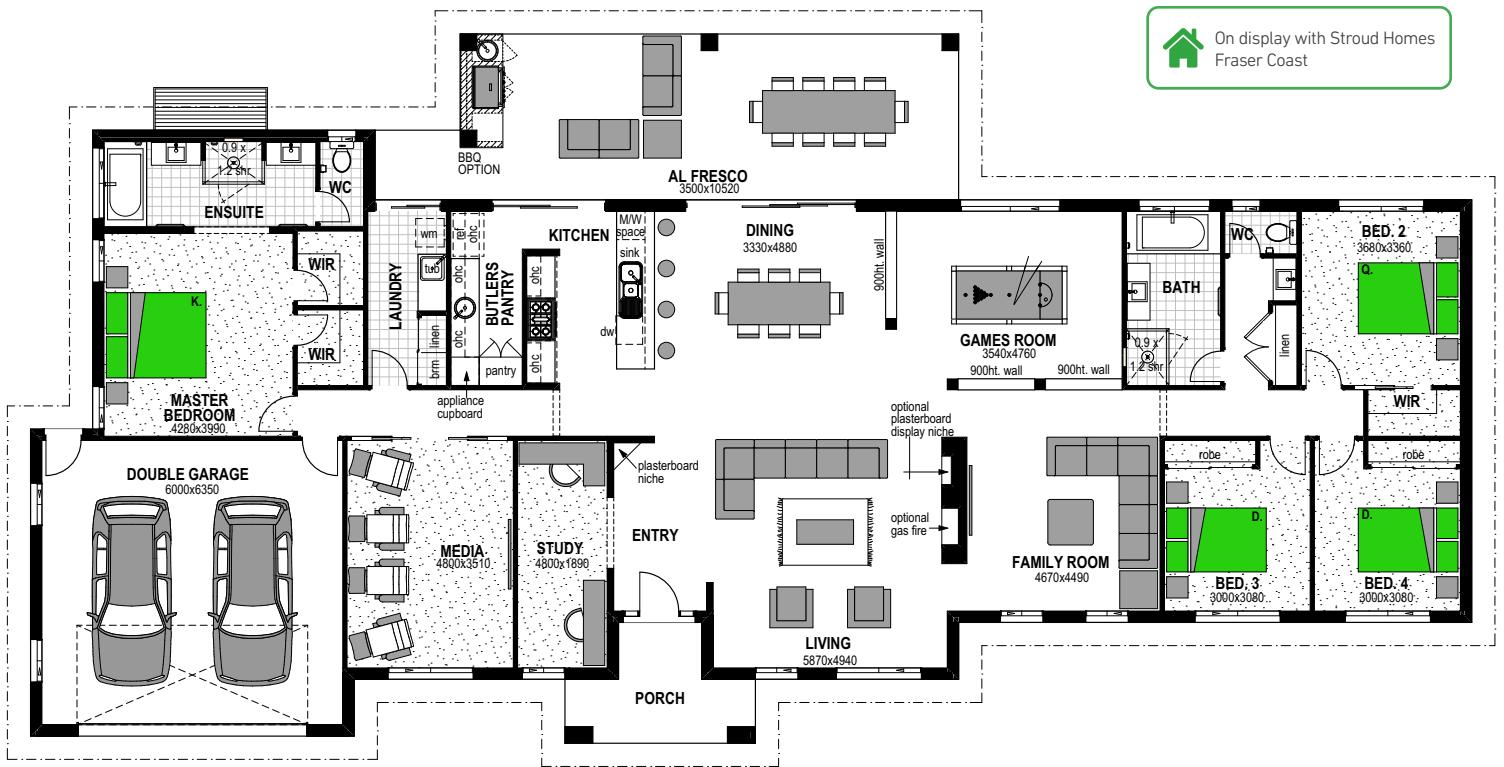 On display with Stroud Homes
Fraser Coast
BBQ
OPTION
AL FRESCO
3500x10520
0.9 x
1.2 shr
WC
ENSUITE
WIR
WIR
K.
MASTER
BEDROOM
4280x3990
LAUNDRY
wm
tub
linen
brm
ref
ohc
ohc
ohc
BUTLERS
PANTRY
pantry
appliance
cupboard
KITCHEN
ohc
ohc
M/W
space
sink
dw
DINING
3330x4880
900ht. wall
GAMES ROOM
3540x4760
900ht. wall
900ht. wall
BATH
0.9 x
1.2 shr
WC
linen
BED. 2
3680x3360
Q.
WIR
DOUBLE GARAGE
6000x6350
MEDIA
4800x3510
STUDY
4800x1890
plasterboard
niche
ENTRY
PORCH
LIVING
5870x4940
optional
plasterboard
display niche
optional
gas fire
FAMILY ROOM
4670x4490
robe
D.
BED. 3
3000x3080
robe
D.
BED. 4
3000x3080